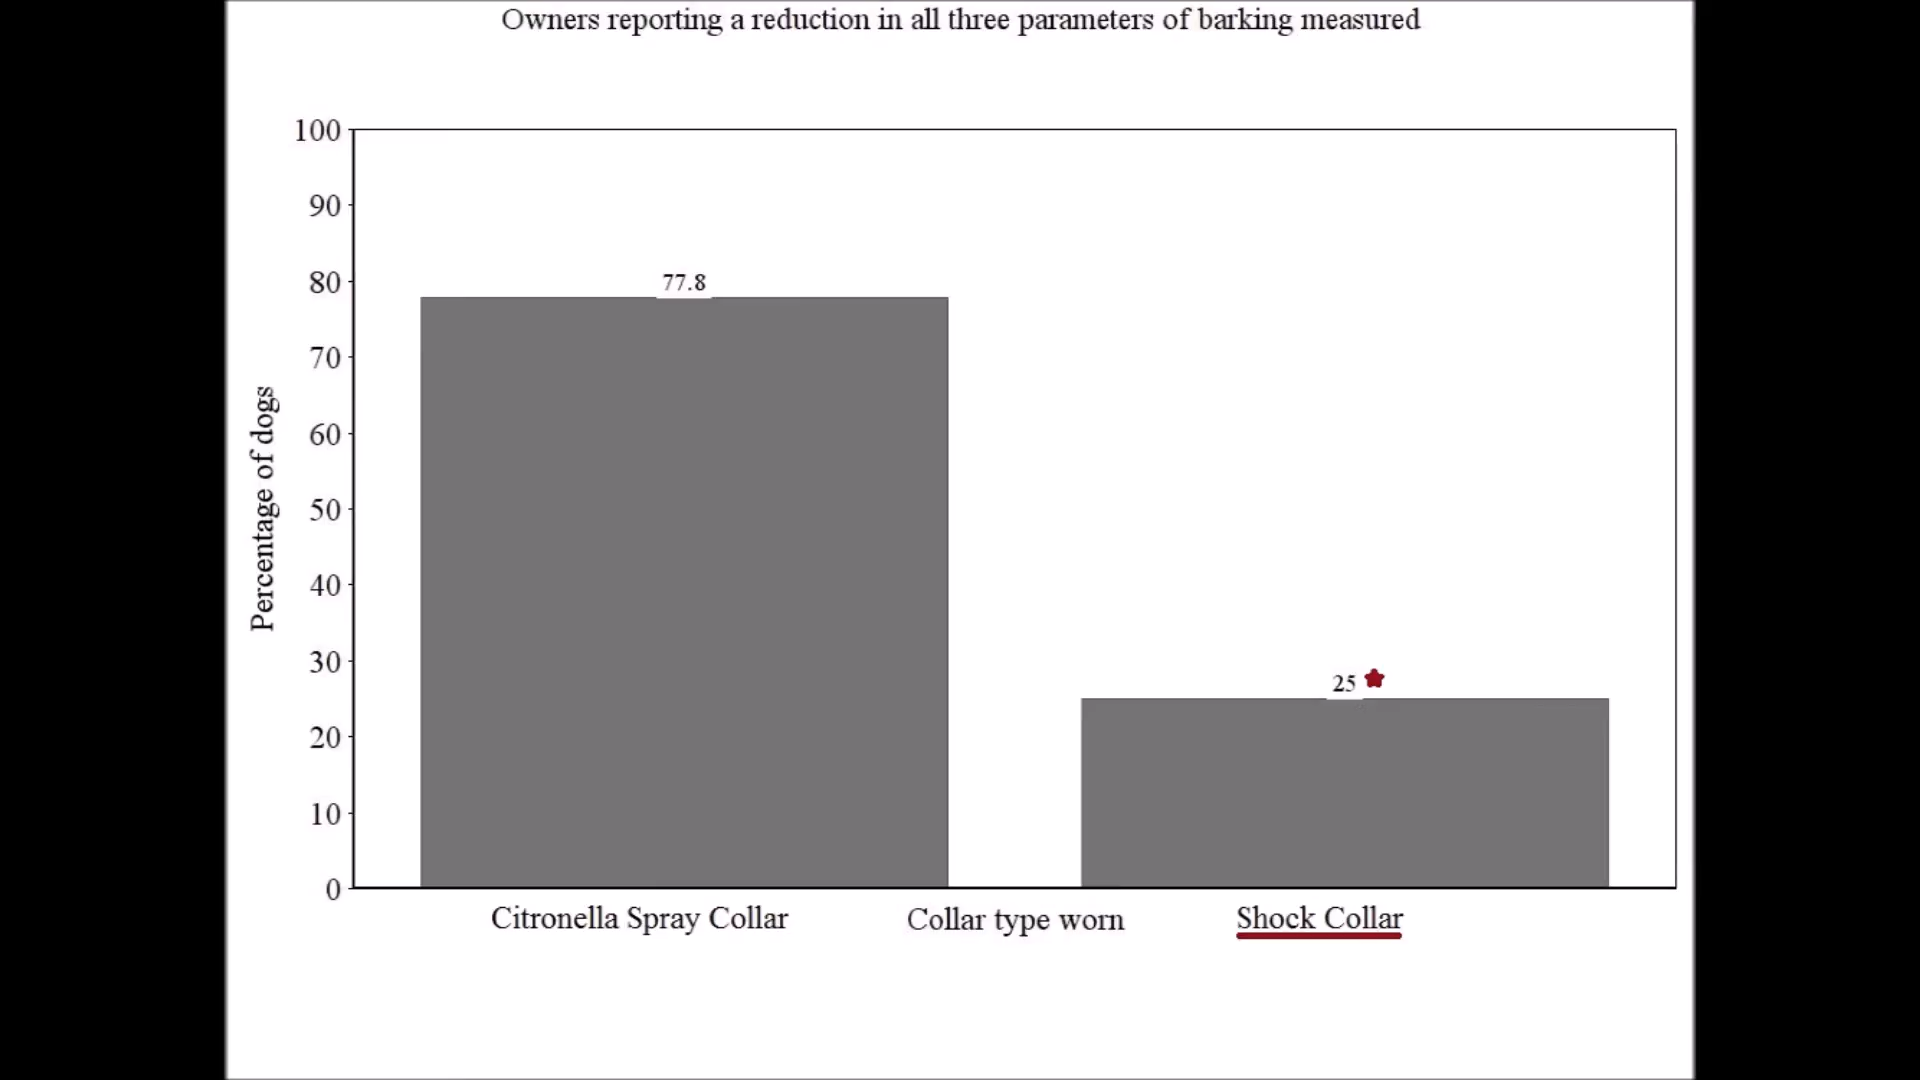 Owners reporting a reduction in all three parameters of barking measured
100
90
80
70
60
50
40
30
20
10
0
Percentage of dogs
77.8
25
Citronella Spray Collar
Collar type worn
Shock Collar